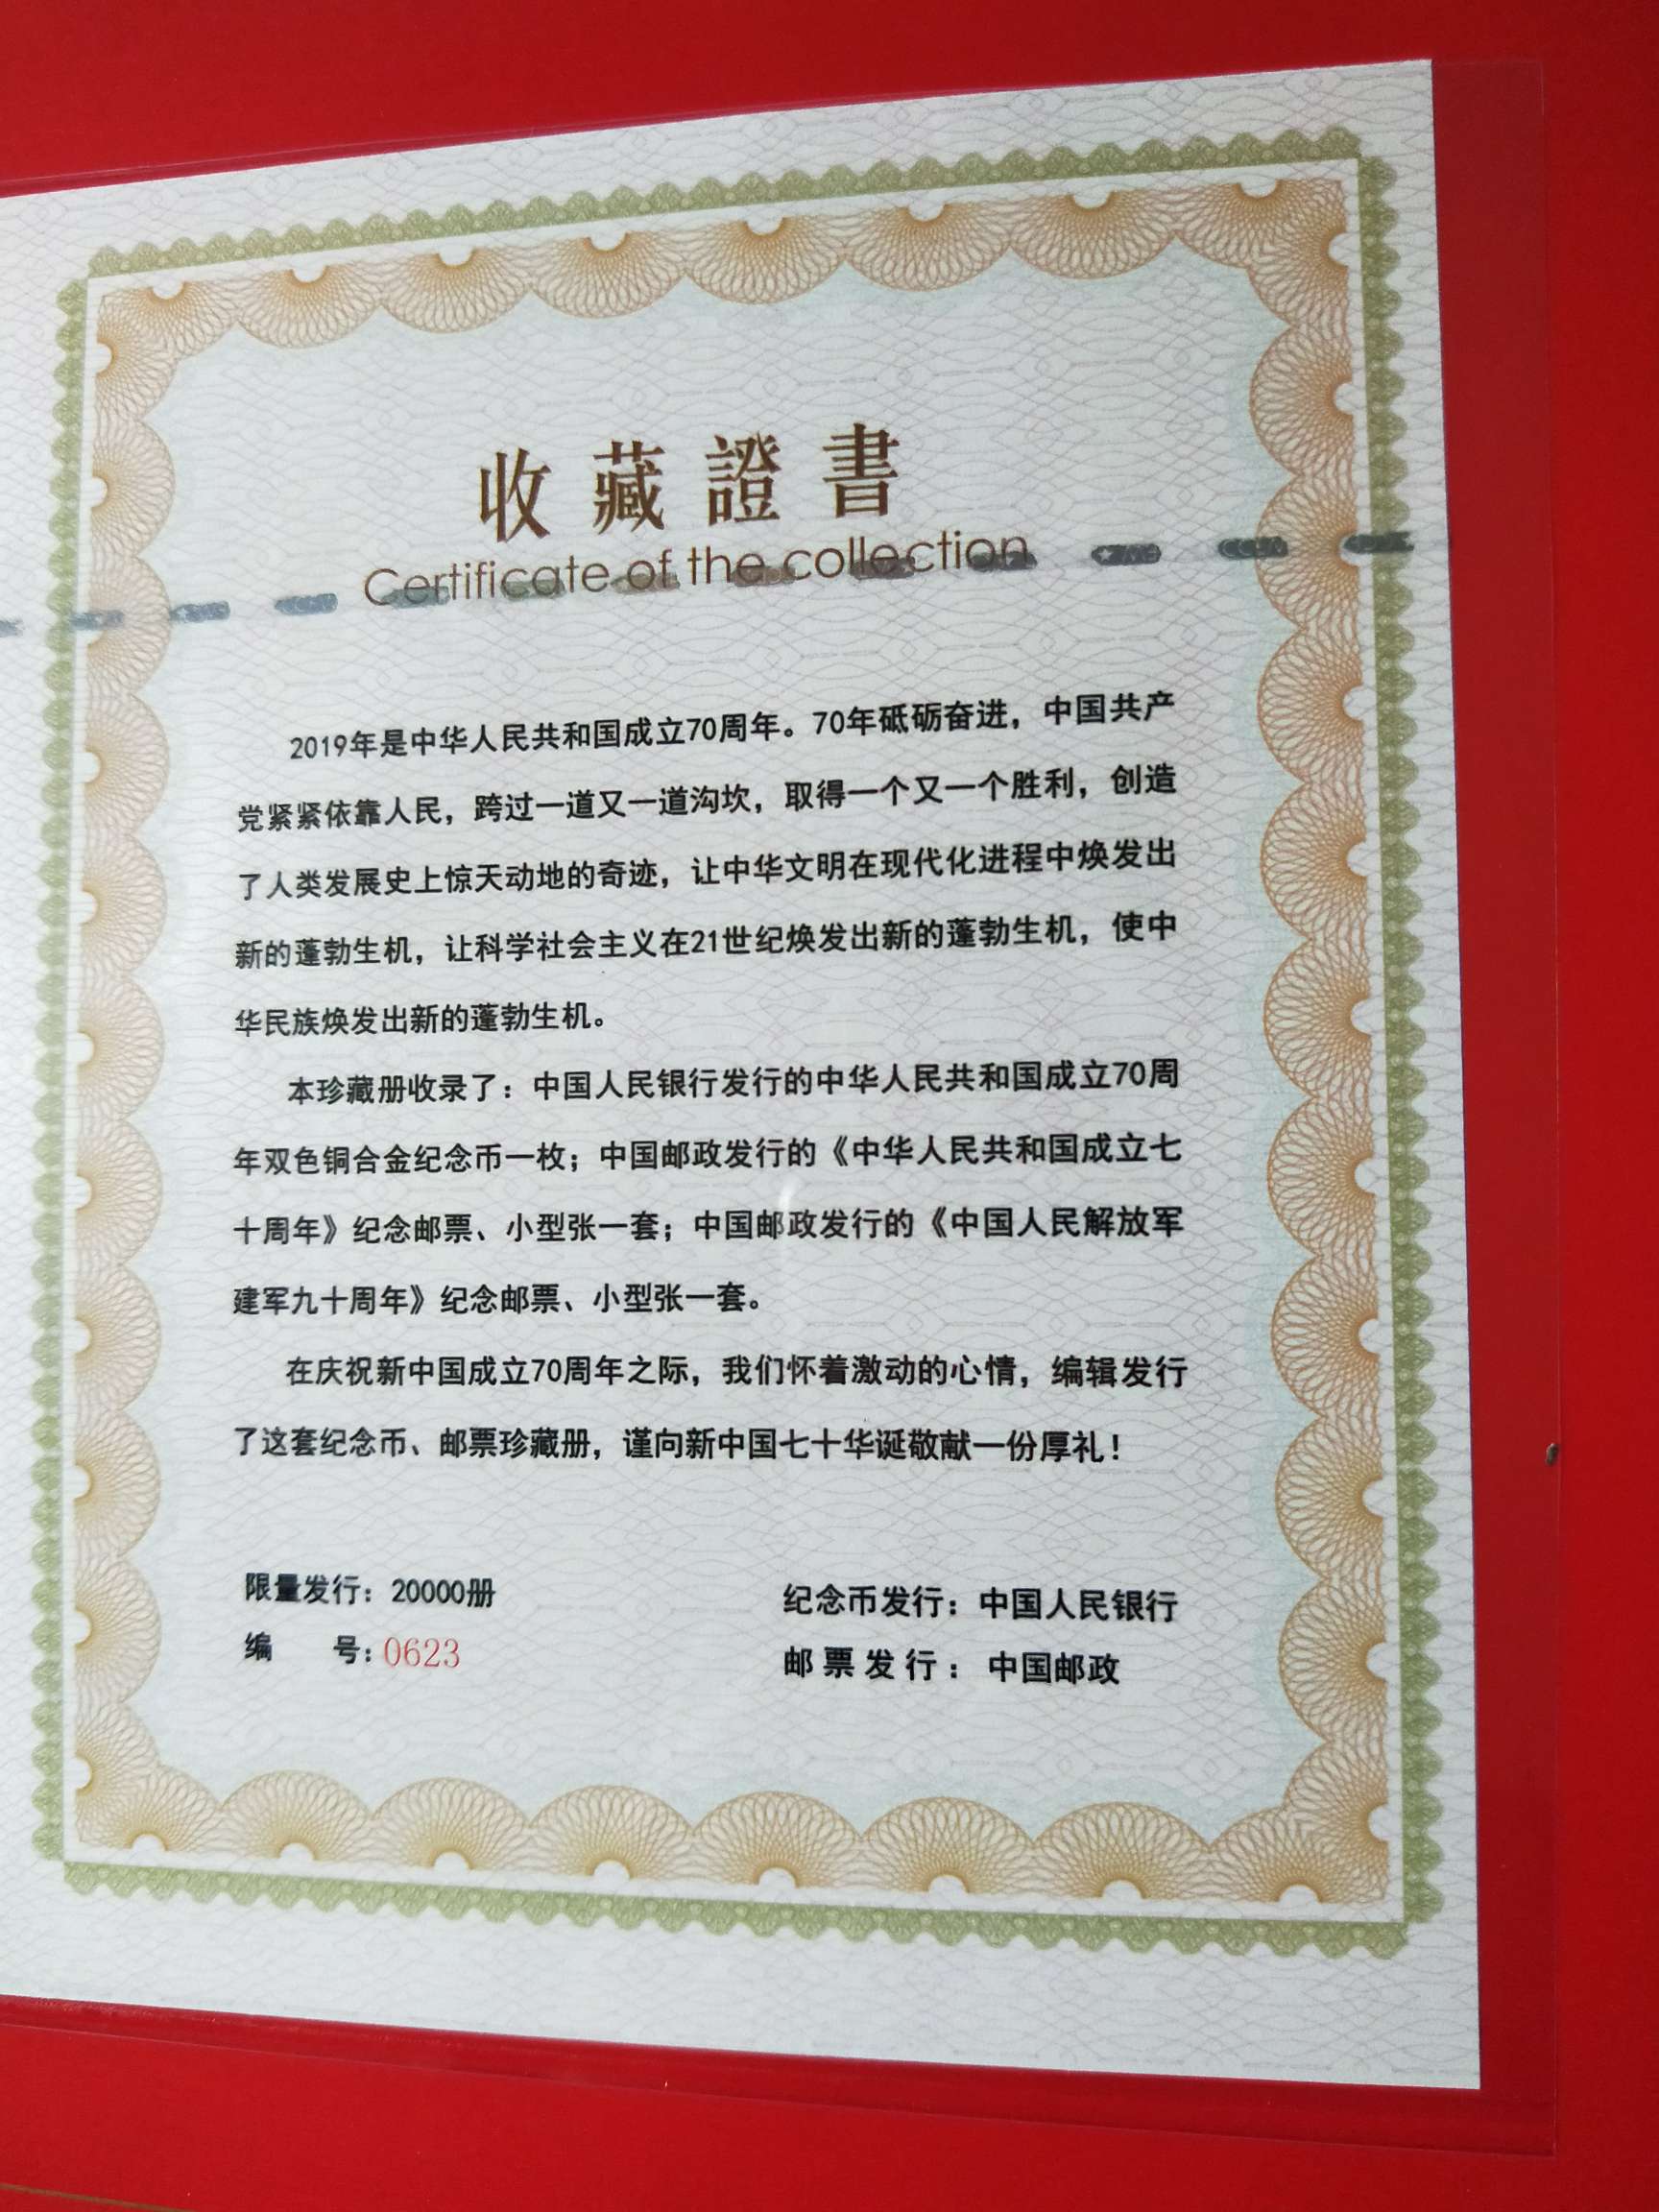 收藏證書
Certificate of the collection
2019年是中华人民共和国成立70周年。70年砥砺奋进，中国共产
党紧紧依靠人民，跨过一道又一道沟坎，取得一个又一个胜利，创造
了人类发展史上惊天动地的奇迹，让中华文明在现代化进程中焕发出
新的蓬勃生机，让科学社会主义在21世纪焕发出新的蓬勃生机，使中
华民族焕发出新的蓬勃生机。
本珍藏册收录了：中国人民银行发行的中华人民共和国成立70周
年双色铜合金纪念币一枚；中国邮政发行的《中华人民共和国成立七
十周年》纪念邮票、小型张一套；中国邮政发行的《中国人民解放军
建军九十周年》纪念邮票、小型张一套。
在庆祝新中国成立70周年之际，我们怀着激动的心情，编辑发行
了这套纪念币、邮票珍藏册，谨向新中国七十华诞敬献一份厚礼！
限量发行：20000册
编 号：0623
纪念币发行：中国人民银行
邮票发行：中国邮政